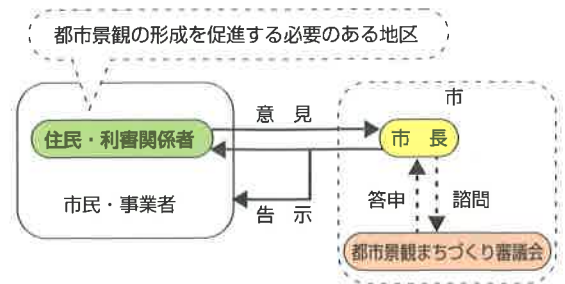 都市景観の形成を促進する必要のある地区
市
意見
住民・利審関係者
市長
市民・事業者
答申
諮問
告示
都市景観まちづくり審議会